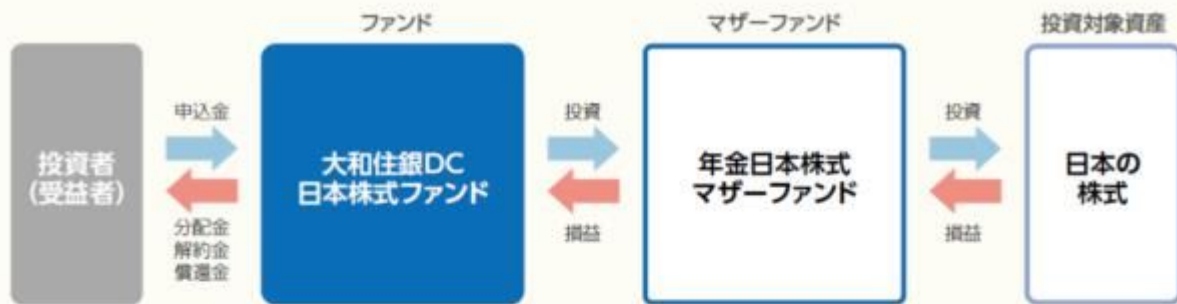 ファンド
マザーファンド
投資対象資産
投資者
(受益者)
申込金
分配金
解約金
償還金
大和住銀DC
日本株式ファンド
投資
損益
年金日本株式
マザーファンド
投資
損益
日本の
株式